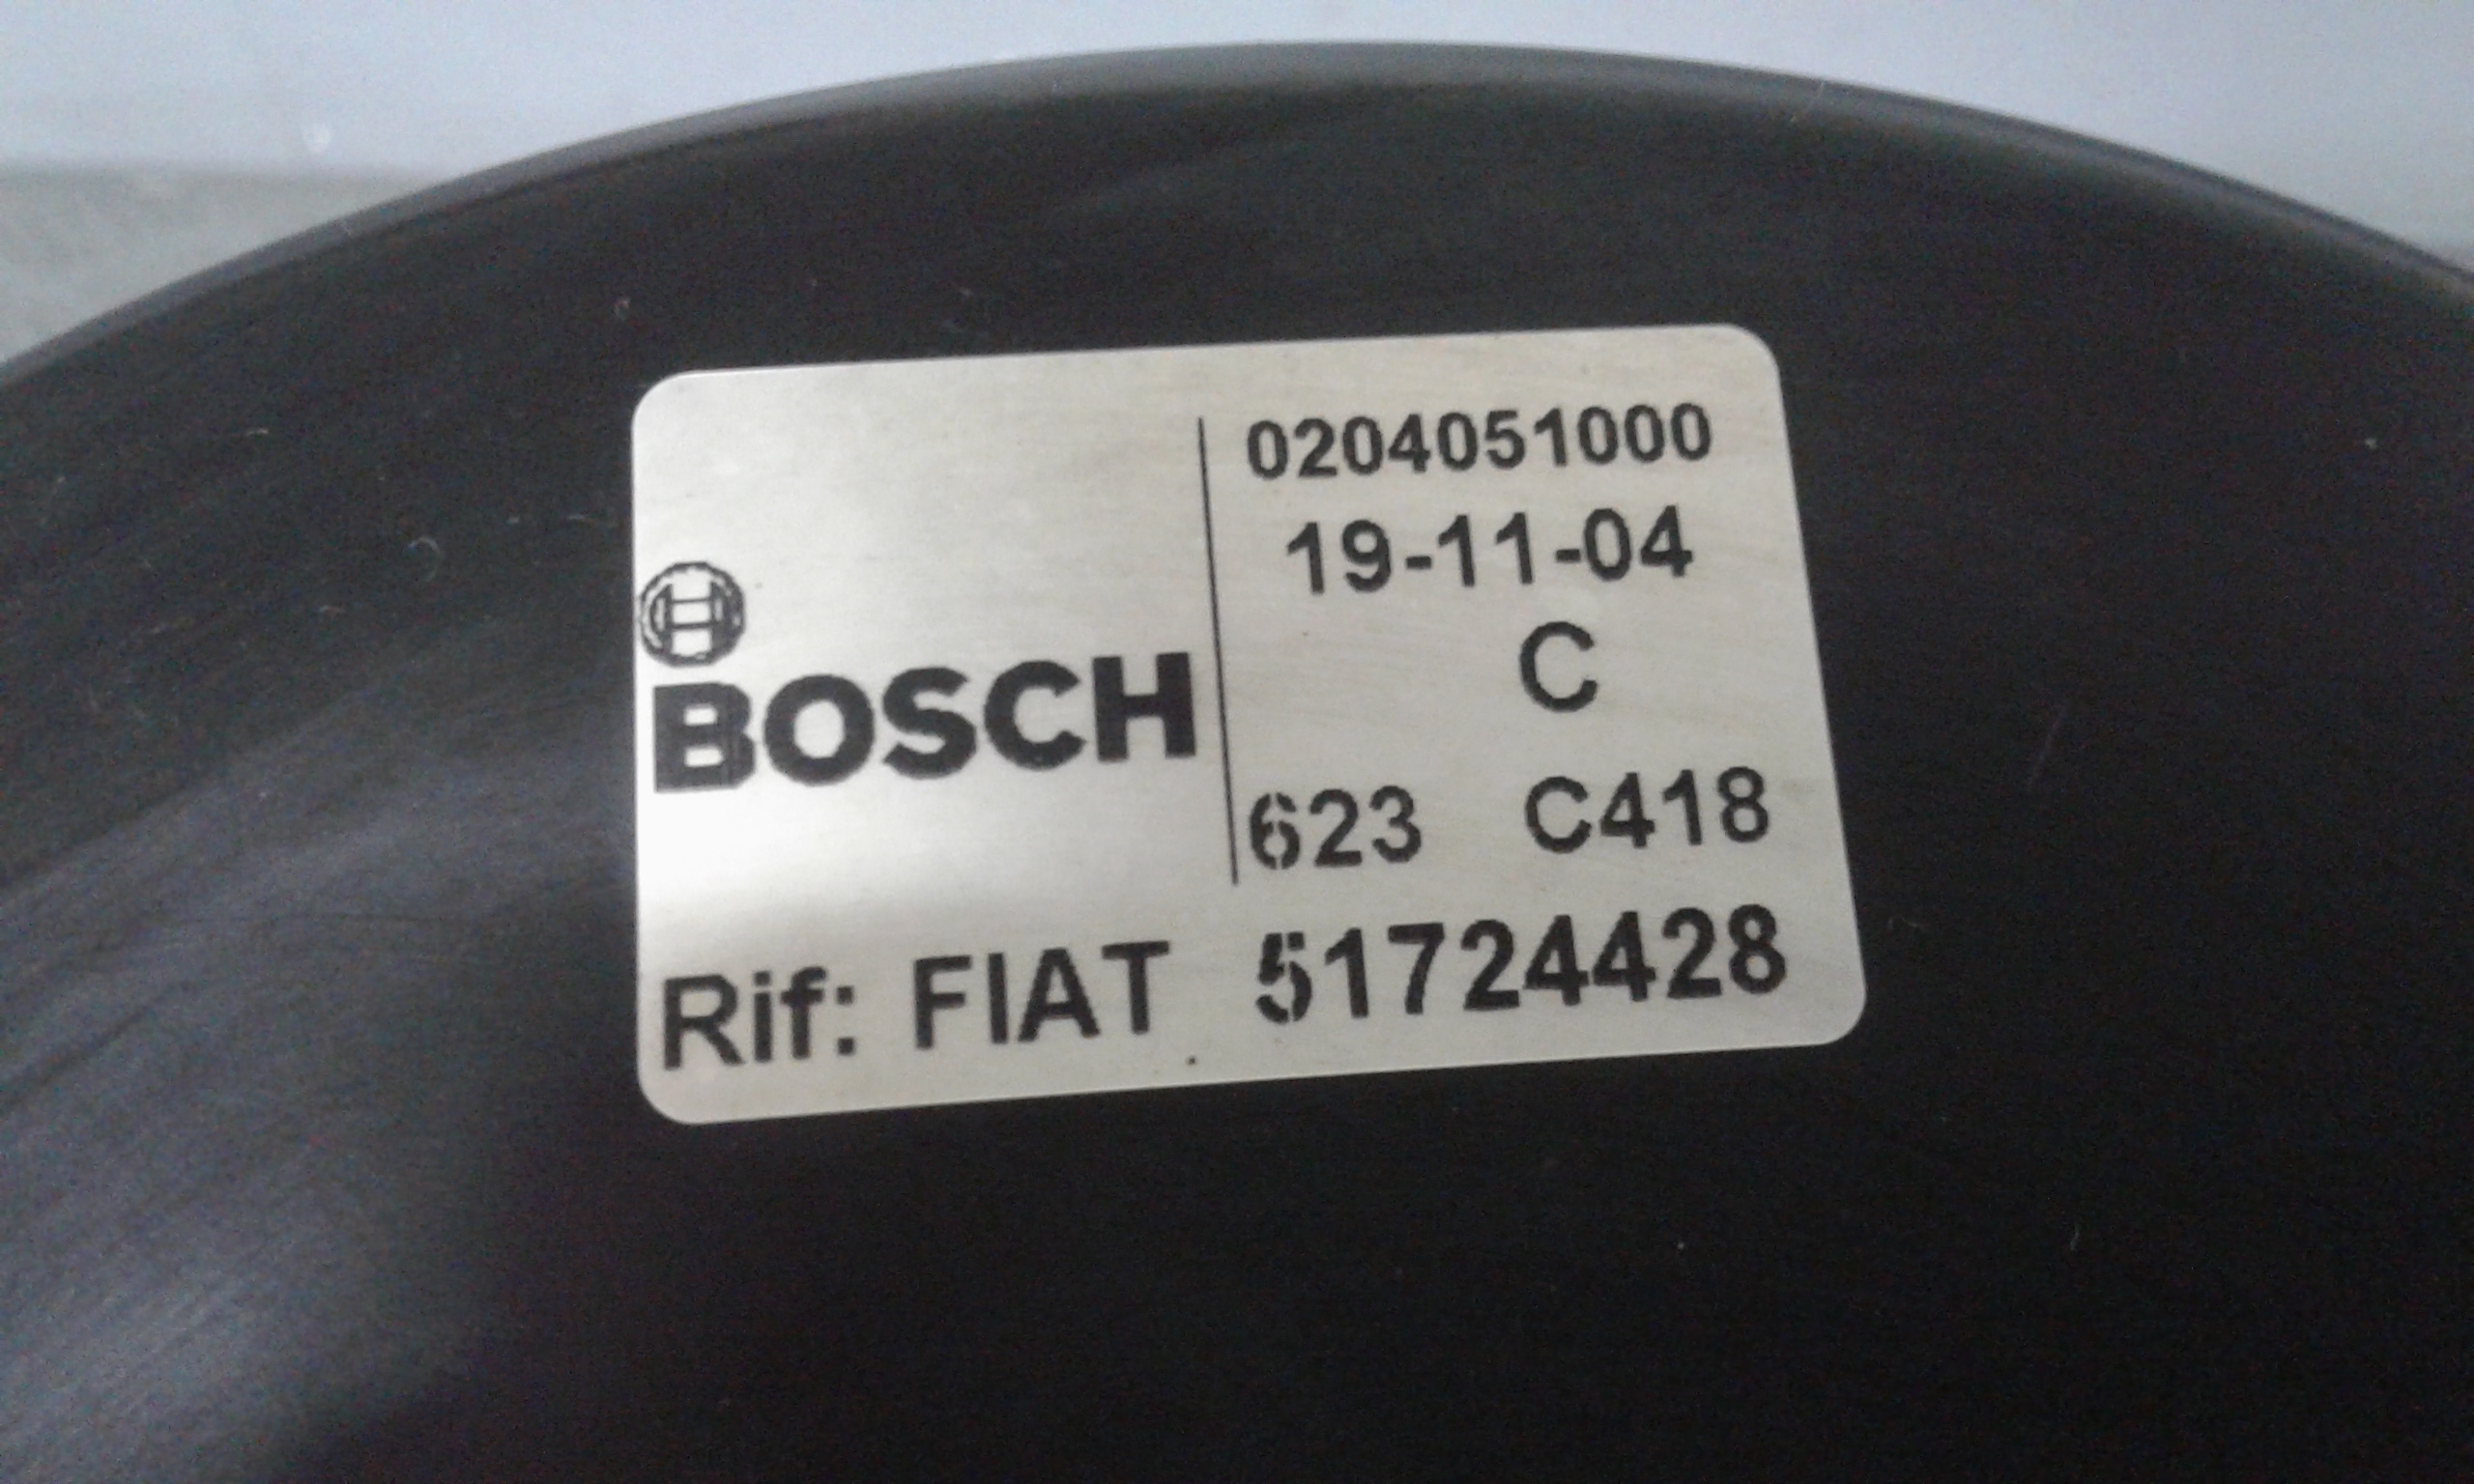 0204051000
19-11-04
C
BOSCH
623 C418
Rif: FIAT 51724428